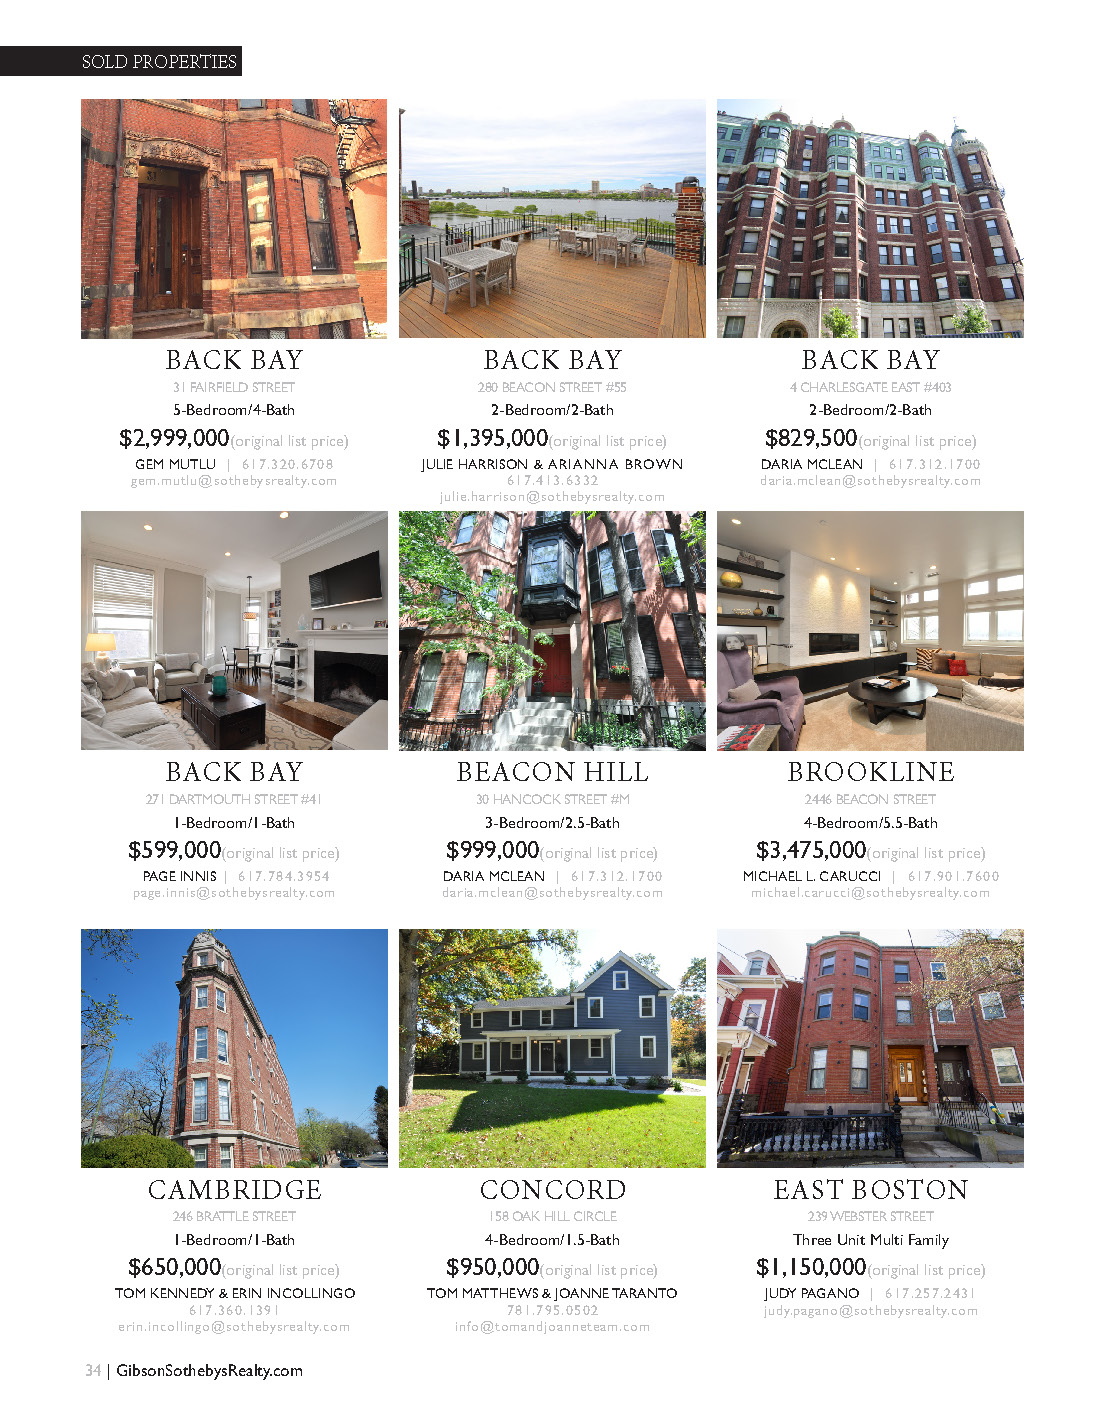 SOLD PROPERTIES
31
BACK BAY
31 FAIRFIELD STREET
5-Bedroom/4-Bath
$2,999,000(original list price)
GEM MUTLU | 617.320.6708
gem.mutlu@sothebysrealty.com
BACK BAY
280 BEACON STREET #55
2-Bedroom/2-Bath
$1,395,000(original list price)
JULIE HARRISON & ARIANNA BROWN
617.413.6332
julie.harrison@sothebysrealty.com
BACK BAY
4 CHARLESGATE EAST #403
2-Bedroom/2-Bath
$829,500(original list price)
DARIA MCLEAN | 617.312.1700
daria.mclean@sothebysrealty.com
BACK BAY
271 DARTMOUTH STREET #41
1-Bedroom/1-Bath
$599,000(original list price)
PAGE INNIS | 617.784.3954
page.innis@sothebysrealty.com
BEACON HILL
30 HANCOCK STREET #M
3-Bedroom/2.5-Bath
$999,000(original list price)
DARIA MCLEAN | 617.312.1700
daria.mclean@sothebysrealty.com
BROOKLINE
2446 BEACON STREET
4-Bedroom/5.5-Bath
$3,475,000(original list price)
MICHAEL L. CARUCCI | 617.901.7600
michael.carucci@sothebysrealty.com
CAMBRIDGE
246 BRATTLE STREET
1-Bedroom/1-Bath
$650,000(original list price)
TOM KENNEDY & ERIN INCOLLINGO
617.360.1391
erin.incollingo@sothebysrealty.com
CONCORD
158 OAK HILL CIRCLE
4-Bedroom/1.5-Bath
$950,000(original list price)
TOM MATTHEWS & JOANNE TARANTO
781.795.0502
info@tomandjoanneteam.com
EAST BOSTON
239 WEBSTER STREET
Three Unit Multi Family
$1,150,000(original list price)
JUDY PAGANO | 617.257.2431
judy.pagano@sothebysrealty.com
34 | GibsonSothebysRealty.com